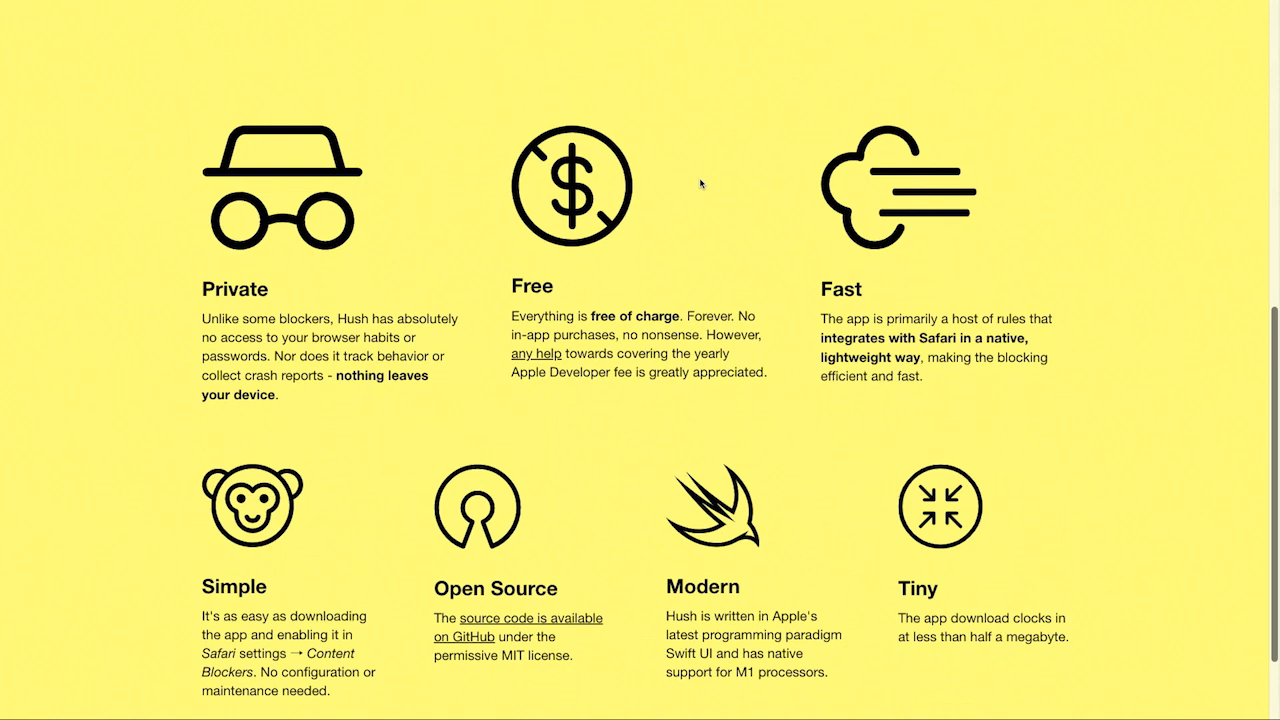 Private
Unlike some blockers, Hush has absolutely
no access to your browser habits or
passwords. Nor does it track behavior or
collect crash reports - nothing leaves
your device.
Free
Everything is free of charge. Forever. No
in-app purchases, no nonsense. However,
any help towards covering the yearly
Apple Developer fee is greatly appreciated.
Fast
The app is primarily a host of rules that
integrates with Safari in a native,
lightweight way, making the blocking
efficient and fast.
Simple
It's as easy as downloading
the app and enabling it in
Safari settings → Content
Blockers. No configuration or
maintenance needed.
Open Source
The source code is available
on GitHub under the
permissive MIT license.
Modern
Hush is written in Apple's
latest programming paradigm
Swift UI and has native
support for M1 processors.
Tiny
The app download clocks in
at less than half a megabyte.